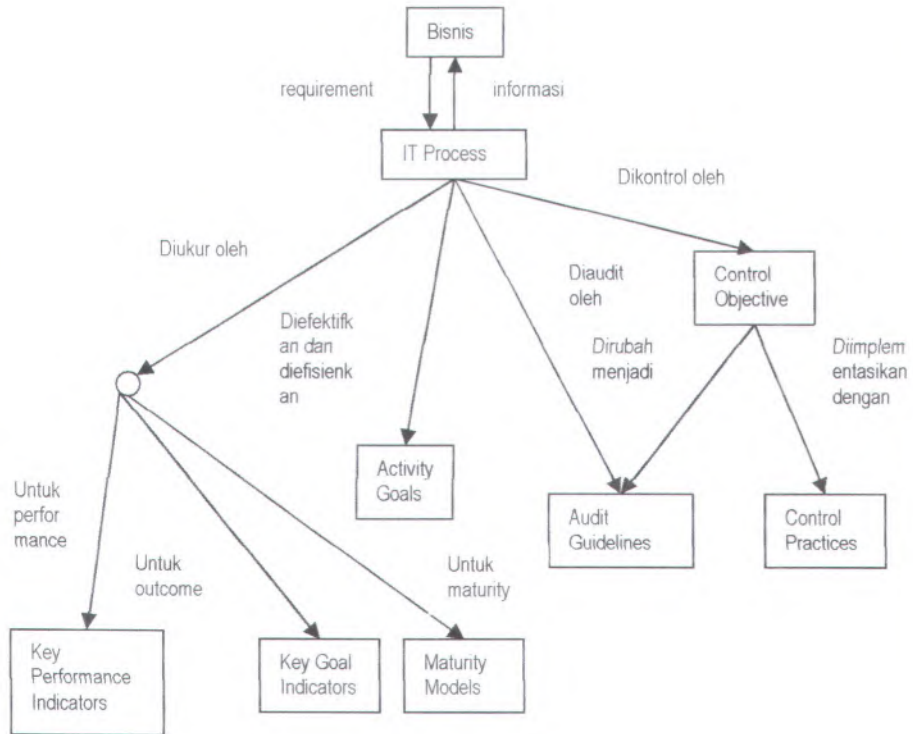 Bisnis
requirement
informasi
IT Process
Dikontrol oleh
Diukur oleh
Diaudit
oleh
Control
Objective
Diefektifk
an dan
diefisienk
an
Dirubah
menjadi
Diimplem
entasikan
dengan
Activity
Goals
Untuk
perfor
mance
Audit
Guidelines
Control
Practices
Untuk
outcome
Untuk
maturity
Key
Performance
Indicators
Key Goal
Indicators
Maturity
Models